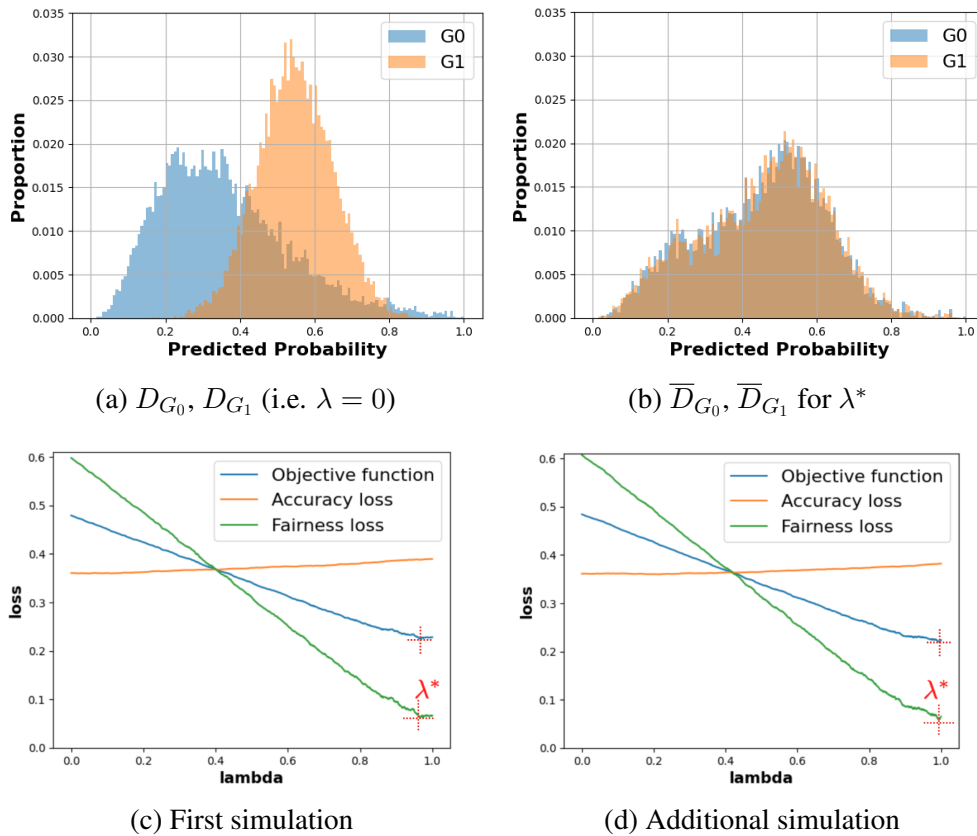 0.035
0.030
0.025
0.020
0.015
0.010
0.005
0.000
Proportion
G0
G1
0.0 0.2 0.4 0.6 0.8 1.0
Predicted Probability
(a) D_{G_0}, D_{G_1} (i.e. λ = 0)
0.035
0.030
0.025
0.020
0.015
0.010
0.005
0.000
Proportion
G0
G1
0.0 0.2 0.4 0.6 0.8 1.0
Predicted Probability
(b) \overline{D}_{G_0}, \overline{D}_{G_1} for λ*
0.6
0.5
0.4
0.3
0.2
0.1
0.0
loss
Objective function
Accuracy loss
Fairness loss
λ*
0.0 0.2 0.4 0.6 0.8 1.0
lambda
(c) First simulation
0.6
0.5
0.4
0.3
0.2
0.1
0.0
loss
Objective function
Accuracy loss
Fairness loss
λ*
0.0 0.2 0.4 0.6 0.8 1.0
lambda
(d) Additional simulation